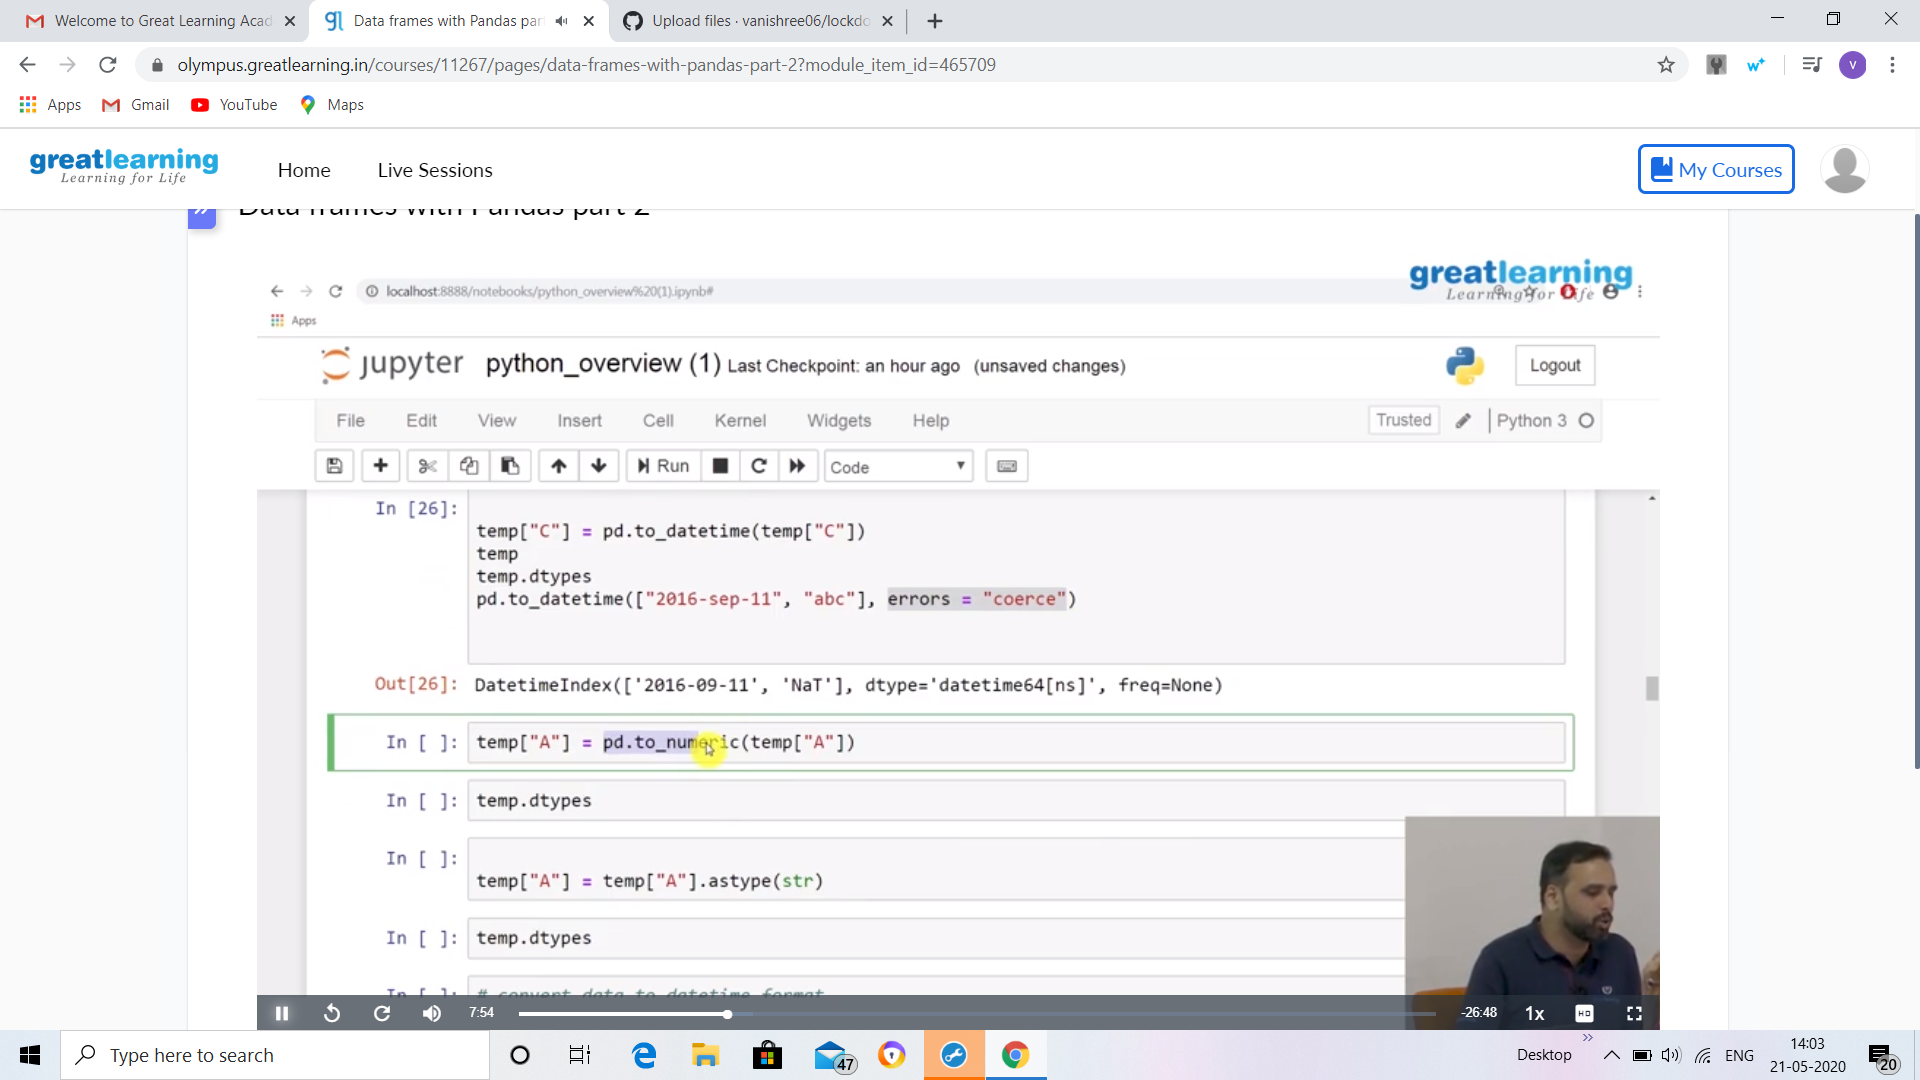 Welcome to Great Learning Acad
Data frames with Pandas par
Upload files · vanishree06/lockdo
olympus.greatlearning.in/courses/11267/pages/data-frames-with-pandas-part-2?module_item_id=465709
V
Apps
Gmail
YouTube
Maps
greatlearning
Learning for Life
Home
Live Sessions
My Courses
Data frames with Pandas part 2
localhost:8888/notebooks/python_overview%20(1).ipynb#
greatlearning
Learning for Life
Apps
jupyter python_overview (1) Last Checkpoint: an hour ago (unsaved changes)
Logout
File Edit View Insert Cell Kernel Widgets Help
Trusted
Python 3
Run
Code
In [26]:
temp["C"] = pd.to_datetime(temp["C"])
temp
temp.dtypes
pd.to_datetime(["2016-sep-11", "abc"], errors = "coerce")
Out[26]: DatetimeIndex(['2016-09-11', 'NaT'], dtype='datetime64[ns]', freq=None)
In [ ]: temp["A"] = pd.to_numeric(temp["A"])
In [ ]: temp.dtypes
In [ ]:
temp["A"] = temp["A"].astype(str)
In [ ]: temp.dtypes
In [ ]: # convert data to datetime format
7:54
-26:48
1x
HD
Type here to search
47
Desktop
ENG
14:03
21-05-2020
20